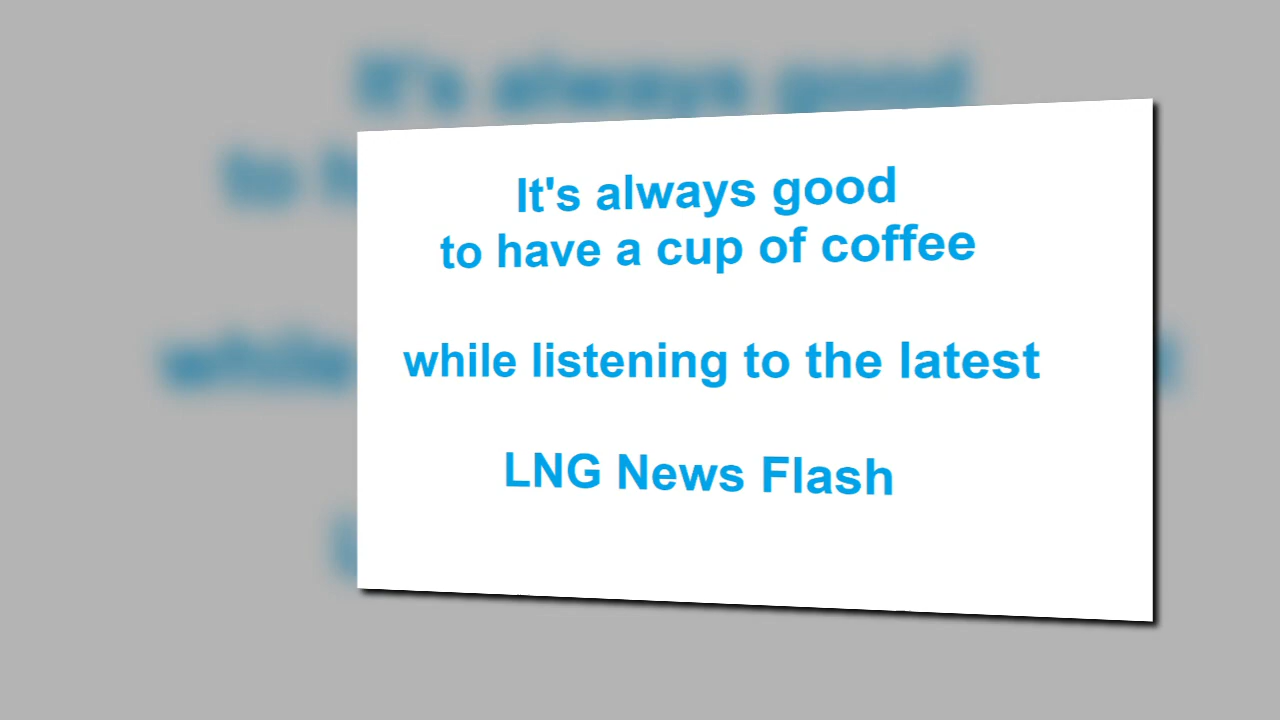 It's always good
to have a cup of coffee
while listening to the latest
LNG News Flash